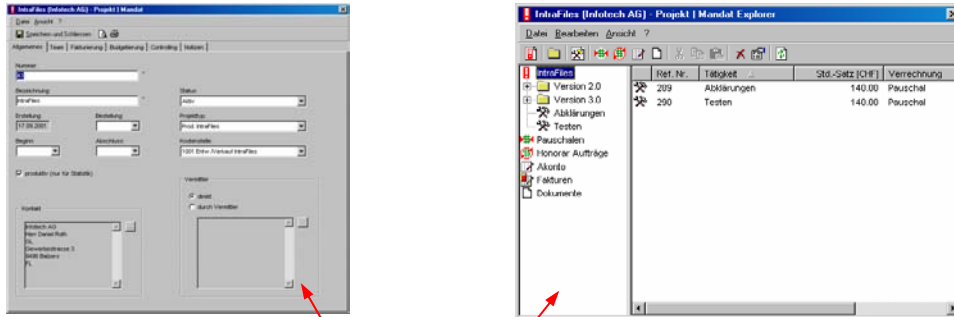 IntraFiles (Infotech AG) - Projekt | Mandat
Datei Ansicht ?
Speichern und Schliessen
Allgemeines Team Fakturierung Budgetierung Controlling Notizen
Nummer
Bezeichnung
IntraFiles
Status
Aktiv
Erstellung
17.09.2001
Bestellung
Projekttyp
Prod. IntraFiles
Beginn
Abschluss
Kostenstelle
1001 Entw./Verkauf IntraFiles
produktiv (nur für Statistik)
Vermittler
direkt
durch Vermittler
Kontakt
Infotech AG
Herr Daniel Roth
GL
Gewerbestrasse 3
9496 Balzers
FL
IntraFiles (Infotech AG) - Projekt | Mandat Explorer
Datei Bearbeiten Ansicht ?
IntraFiles
Version 2.0
Version 3.0
Abklärungen
Testen
Pauschalen
Honorar Aufträge
Akonto
Fakturen
Dokumente
Ref. Nr. Tätigkeit Std.-Satz [CHF] Verrechnung
289 Abklärungen 140.00 Pauschal
290 Testen 140.00 Pauschal